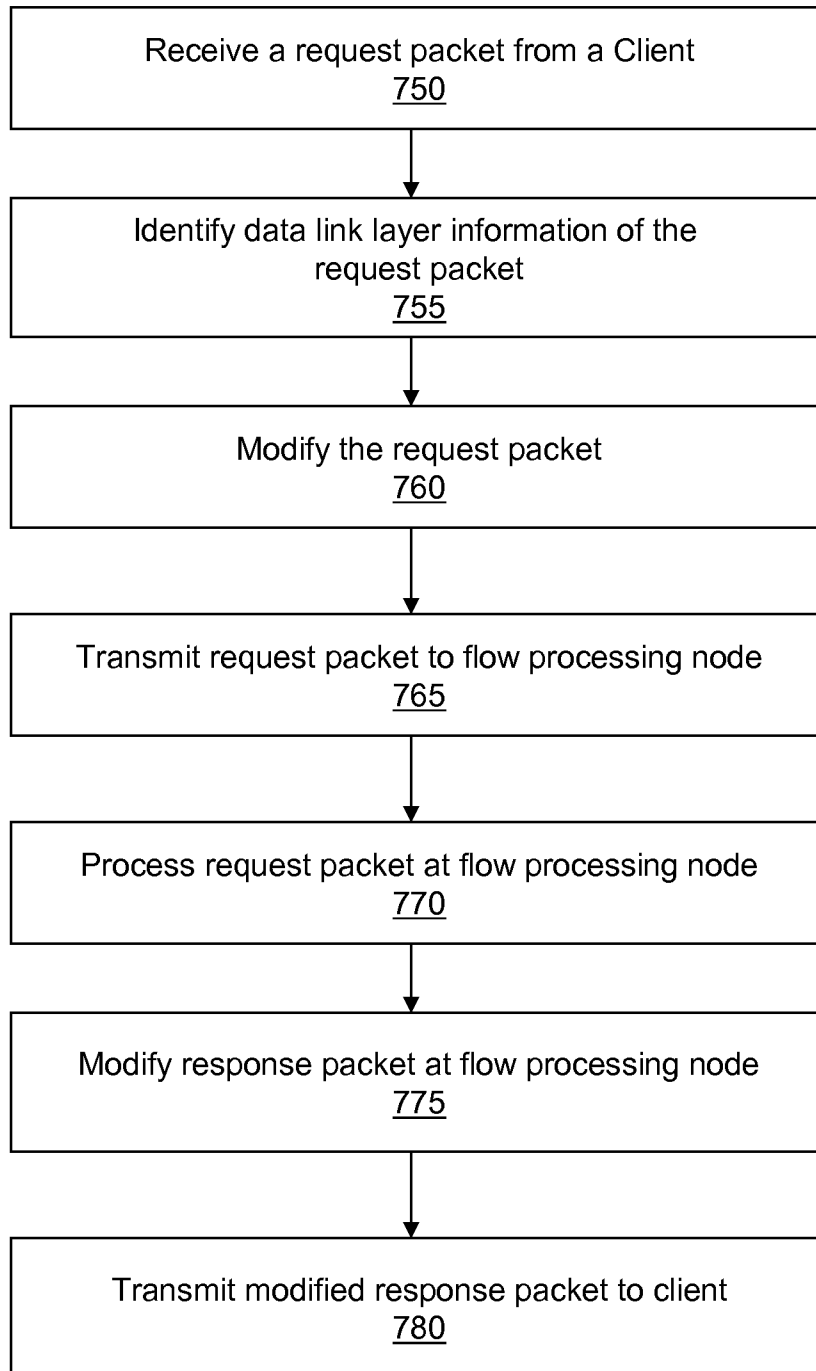 Receive a request packet from a Client
750
Identify data link layer information of the
request packet
755
Modify the request packet
760
Transmit request packet to flow processing node
765
Process request packet at flow processing node
770
Modify response packet at flow processing node
775
Transmit modified response packet to client
780